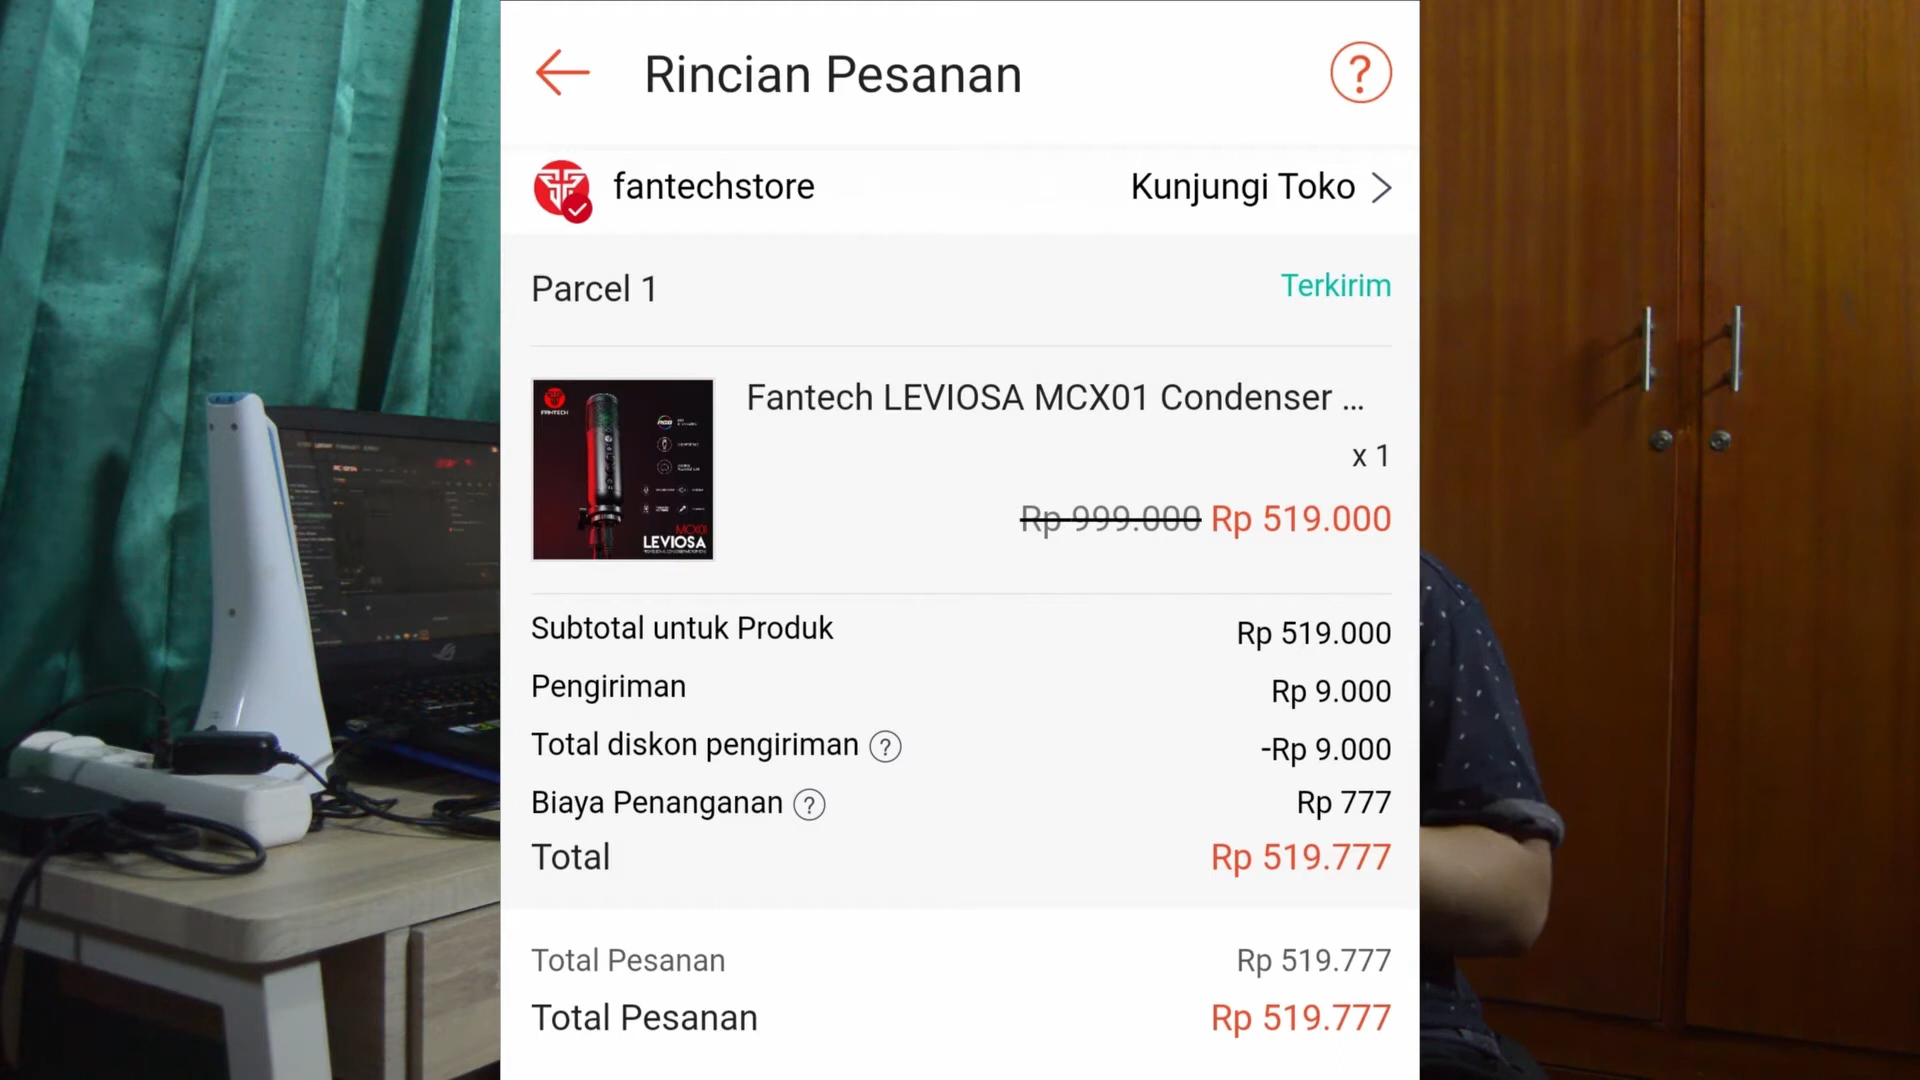 Rincian Pesanan
?
fantechstore
Kunjungi Toko
Parcel 1
Terkirim
Fantech LEVIOSA MCX01 Condenser ...
x 1
Rp 999.000 Rp 519.000
FANTECH
MCX01
LEVIOSA
Subtotal untuk Produk
Rp 519.000
Pengiriman
Rp 9.000
Total diskon pengiriman ?
-Rp 9.000
Biaya Penanganan ?
Rp 777
Total
Rp 519.777
Total Pesanan
Rp 519.777
Total Pesanan
Rp 519.777